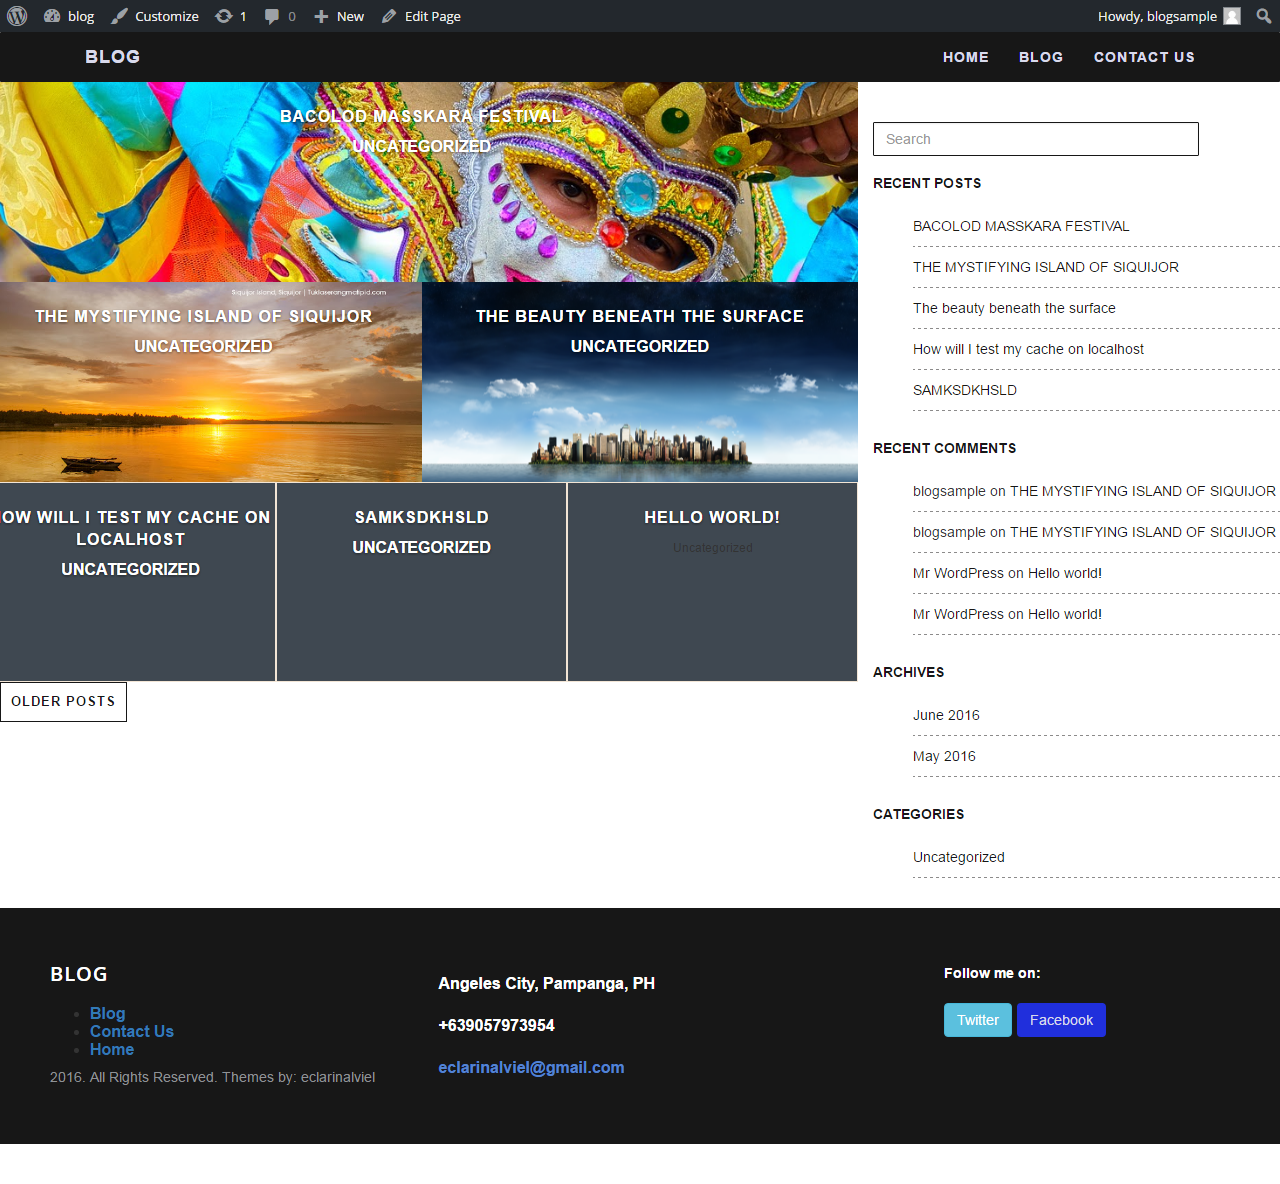 blog Customize 1 0 New Edit Page Howdy, blogsample
BLOG HOME BLOG CONTACT US
BACOLOD MASSKARA FESTIVAL
UNCATEGORIZED
Siquijor Island, Siquijor | Tuklaserangmatipid.com
THE MYSTIFYING ISLAND OF SIQUIJOR
UNCATEGORIZED
THE BEAUTY BENEATH THE SURFACE
UNCATEGORIZED
OW WILL I TEST MY CACHE ON
LOCALHOST
UNCATEGORIZED
SAMKSDKHSLD
UNCATEGORIZED
HELLO WORLD!
Uncategorized
OLDER POSTS
Search
RECENT POSTS
BACOLOD MASSKARA FESTIVAL
THE MYSTIFYING ISLAND OF SIQUIJOR
The beauty beneath the surface
How will I test my cache on localhost
SAMKSDKHSLD
RECENT COMMENTS
blogsample on THE MYSTIFYING ISLAND OF SIQUIJOR
blogsample on THE MYSTIFYING ISLAND OF SIQUIJOR
Mr WordPress on Hello world!
Mr WordPress on Hello world!
ARCHIVES
June 2016
May 2016
CATEGORIES
Uncategorized
BLOG
Blog
Contact Us
Home
2016. All Rights Reserved. Themes by: eclarinalviel
Angeles City, Pampanga, PH
+639057973954
eclarinalviel@gmail.com
Follow me on:
Twitter Facebook